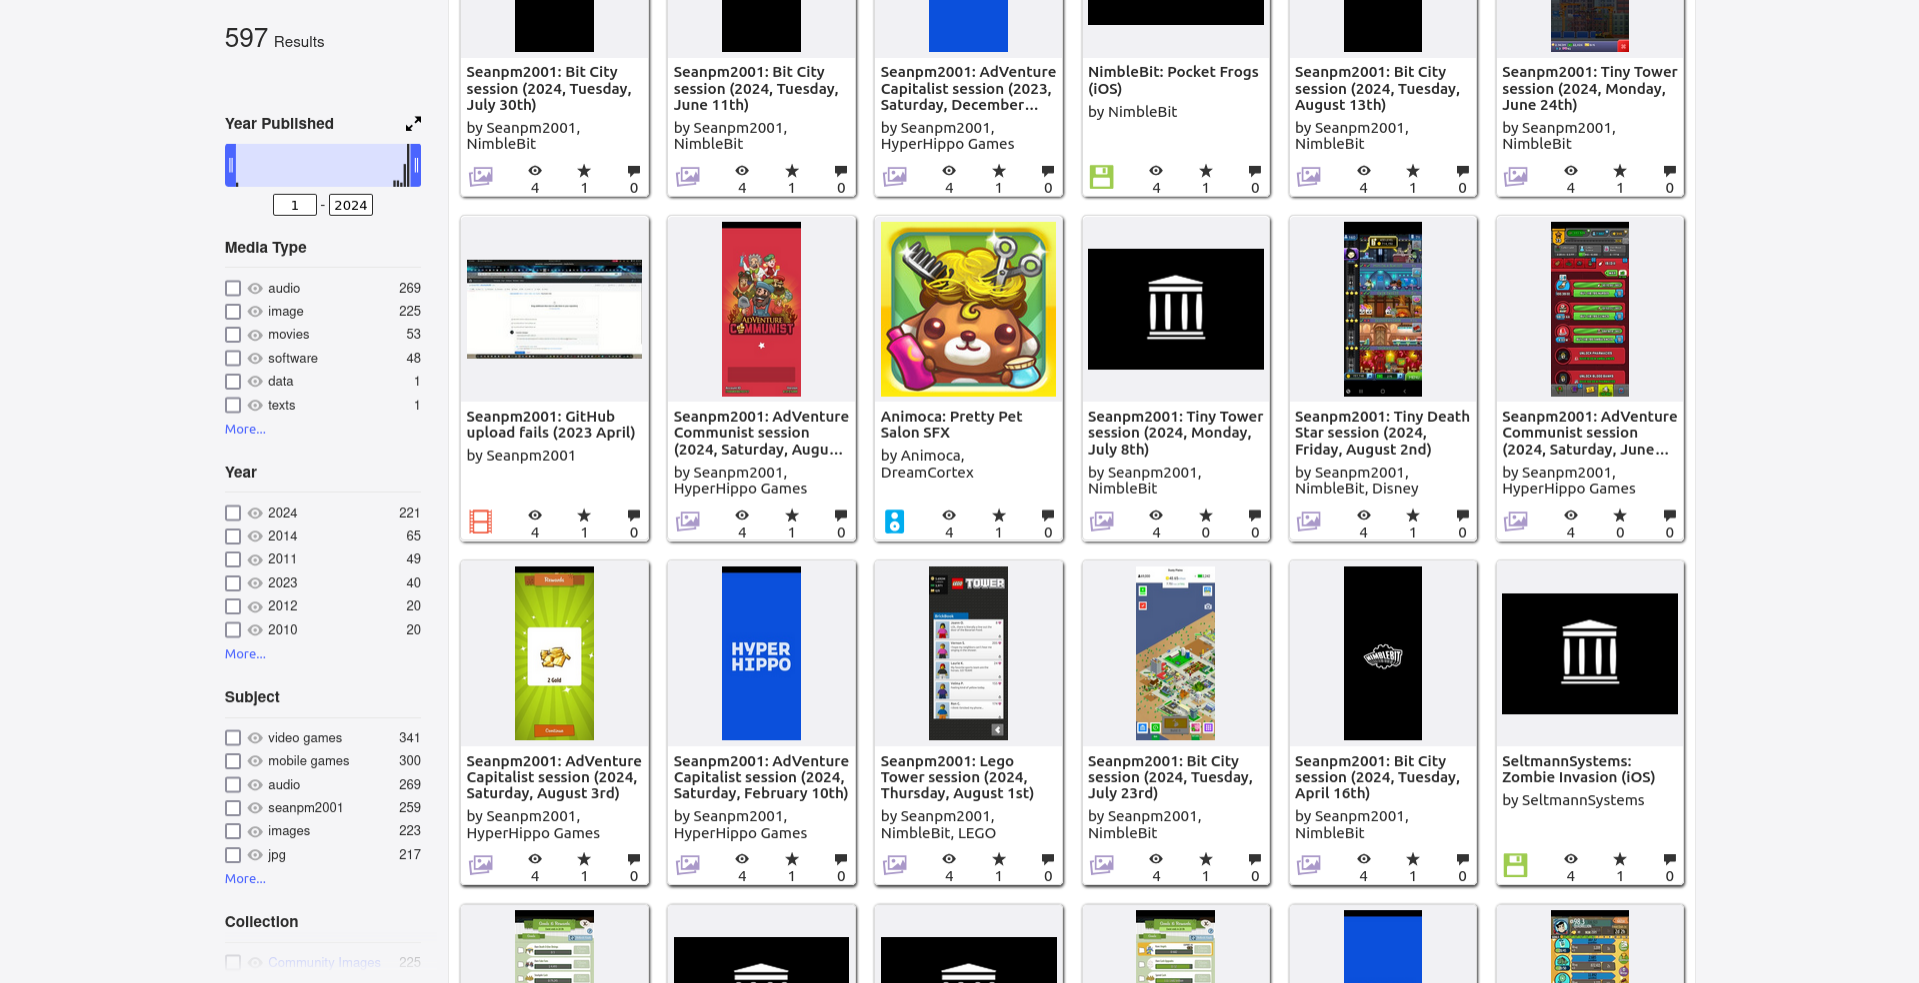 597 Results
Year Published
1 - 2024
Media Type
audio 269
image 225
movies 53
software 48
data 1
texts 1
More...
Year
2024 221
2014 65
2011 49
2023 40
2012 20
2010 20
More...
Subject
video games 341
mobile games 300
audio 269
seanpm2001 259
images 223
jpg 217
More...
Collection
Community Images 225
Seanpm2001: Bit City
session (2024, Tuesday,
July 30th)
by Seanpm2001,
NimbleBit
4 1 0
Seanpm2001: Bit City
session (2024, Tuesday,
June 11th)
by Seanpm2001,
NimbleBit
4 1 0
Seanpm2001: AdVenture
Capitalist session (2023,
Saturday, December...
by Seanpm2001,
HyperHippo Games
4 1 0
NimbleBit: Pocket Frogs
(iOS)
by NimbleBit
4 1 0
Seanpm2001: Bit City
session (2024, Tuesday,
August 13th)
by Seanpm2001,
NimbleBit
4 1 0
Seanpm2001: Tiny Tower
session (2024, Monday,
June 24th)
by Seanpm2001,
NimbleBit
4 1 0
Seanpm2001: GitHub
upload fails (2023 April)
by Seanpm2001
4 1 0
ADVENTURE
COMMUNIST
Seanpm2001: AdVenture
Communist session
(2024, Saturday, Augu...
by Seanpm2001,
HyperHippo Games
4 1 0
Animoca: Pretty Pet
Salon SFX
by Animoca,
DreamCortex
4 1 0
Seanpm2001: Tiny Tower
session (2024, Monday,
July 8th)
by Seanpm2001,
NimbleBit
4 0 0
Seanpm2001: Tiny Death
Star session (2024,
Friday, August 2nd)
by Seanpm2001,
NimbleBit, Disney
4 1 0
Seanpm2001: AdVenture
Communist session
(2024, Saturday, June...
by Seanpm2001,
HyperHippo Games
4 0 0
Rewards
2 Gold
Continue
Seanpm2001: AdVenture
Capitalist session (2024,
Saturday, August 3rd)
by Seanpm2001,
HyperHippo Games
4 1 0
HYPER
HIPPO
Seanpm2001: AdVenture
Capitalist session (2024,
Saturday, February 10th)
by Seanpm2001,
HyperHippo Games
4 1 0
LEGO TOWER
Seanpm2001: Lego
Tower session (2024,
Thursday, August 1st)
by Seanpm2001,
NimbleBit, LEGO
4 1 0
Seanpm2001: Bit City
session (2024, Tuesday,
July 23rd)
by Seanpm2001,
NimbleBit
4 1 0
NIMBLEBIT
Seanpm2001: Bit City
session (2024, Tuesday,
April 16th)
by Seanpm2001,
NimbleBit
4 1 0
SeltmannSystems:
Zombie Invasion (iOS)
by SeltmannSystems
4 1 0